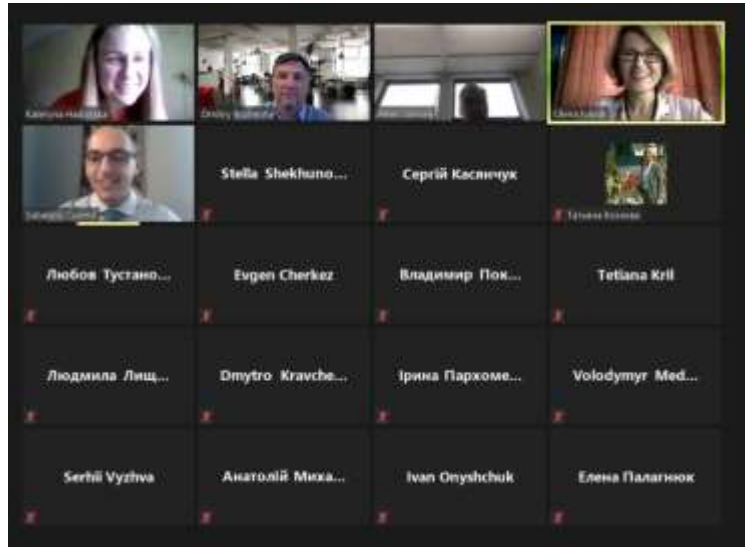 Stella Shekhuno...
Сергій Касянчук
Татьяна
Любов Тустано...
Evgen Cherkez
Владимир Пок...
Tetiana Kril
Людмила Лищ...
Dmytro Kravche...
Ірина Пархоме...
Volodymyr Med...
Serhii Vyzhva
Анатолій Миха...
Ivan Onyshchuk
Елена Палагнюк